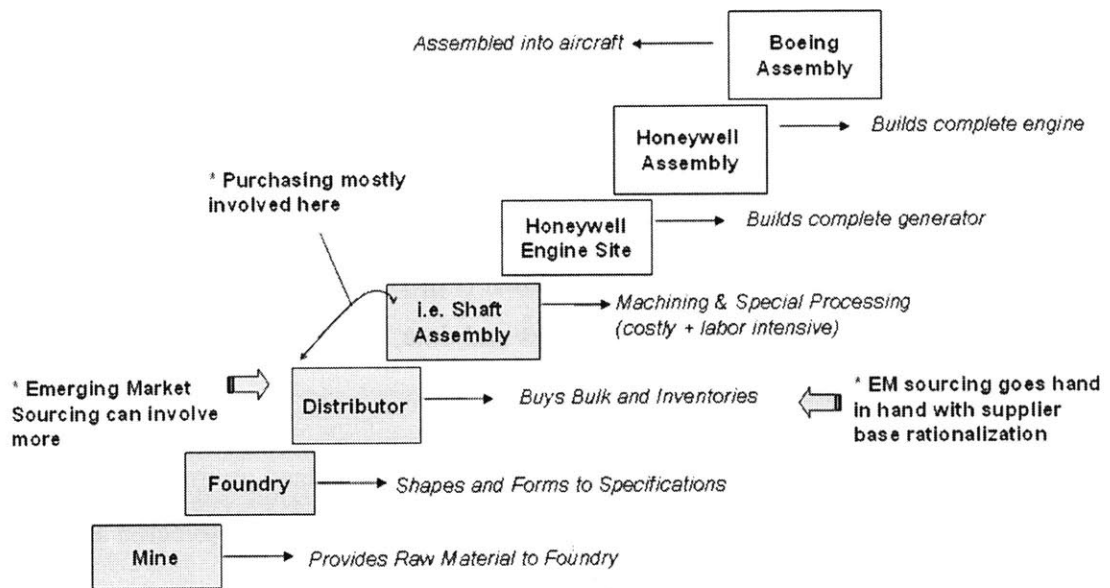 Assembled into aircraft
Boeing
Assembly
Honeywell
Assembly
Builds complete engine
* Purchasing mostly
involved here
Honeywell
Engine Site
Builds complete generator
i.e. Shaft
Assembly
Machining & Special Processing
(costly + labor intensive)
* Emerging Market
Sourcing can involve
more
Distributor
Buys Bulk and Inventories
* EM sourcing goes hand
in hand with supplier
base rationalization
Foundry
Shapes and Forms to Specifications
Mine
Provides Raw Material to Foundry